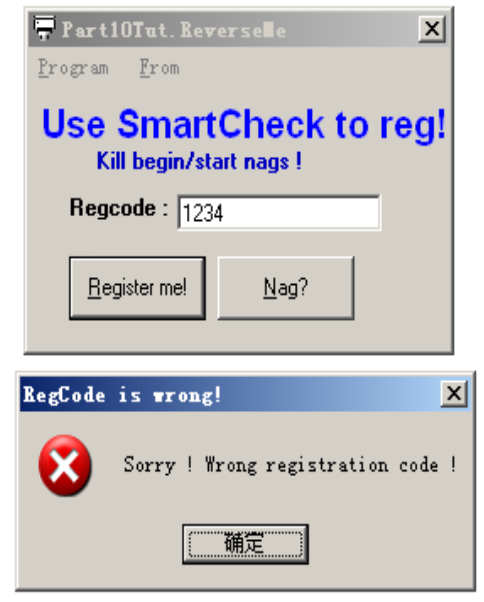 Part10Tut.ReverseMe
Program From
Use SmartCheck to reg!
Kill begin/start nags !
Regcode : 1234
Register me! Nag?
RegCode is wrong!
Sorry ! Wrong registration code !
确定